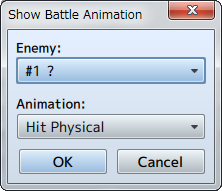 Show Battle Animation
Enemy:
#1 ?
Animation:
Hit Physical
OK Cancel